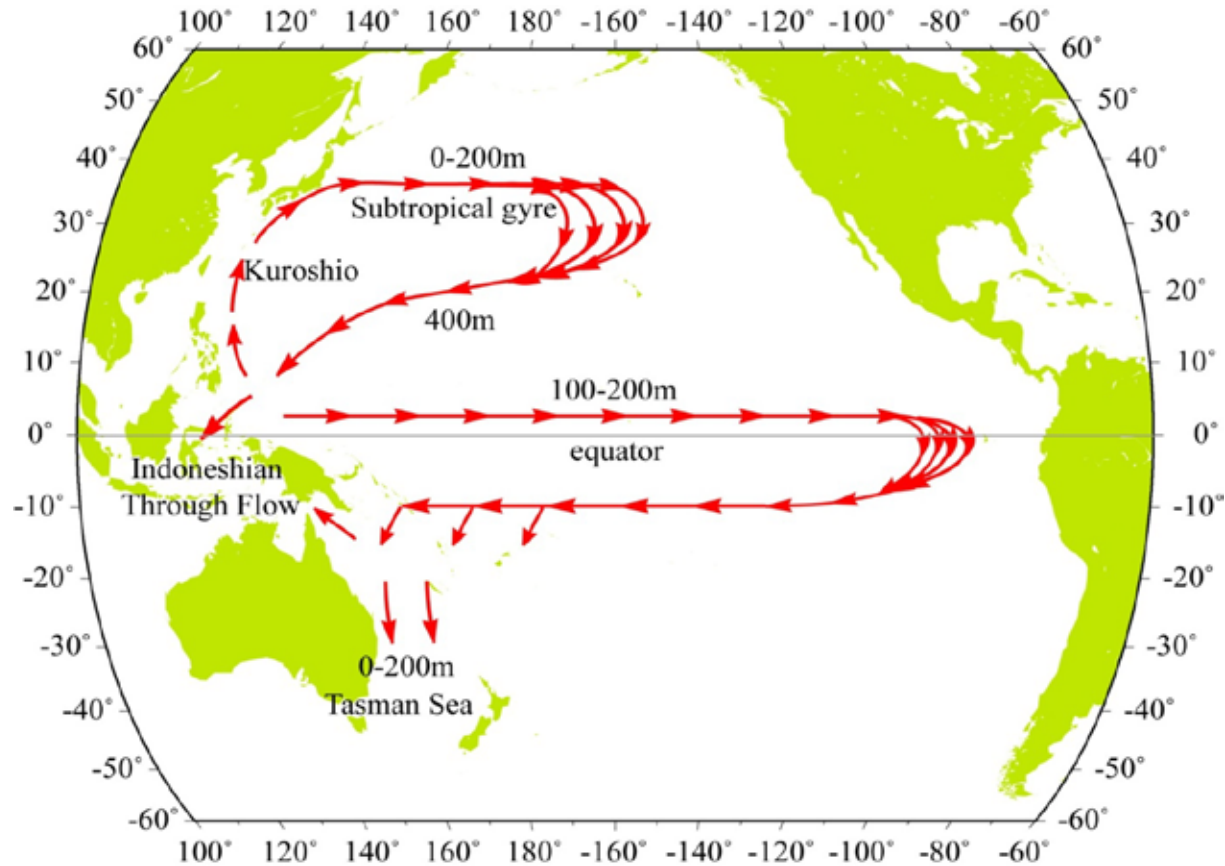 100˚ 120˚ 140˚ 160˚ 180˚ -160˚ -140˚ -120˚ -100˚ -80˚ -60˚
60˚ 60˚
50˚ 50˚
40˚ 0-200m 40˚
Subtropical gyre
30˚ 30˚
Kuroshio
20˚ 20˚
400m
10˚ 10˚
100-200m
0˚ 0˚
equator
Indoneshian
Through Flow
-10˚ -10˚
-20˚ -20˚
-30˚ -30˚
0-200m
Tasman Sea
-40˚ -40˚
-50˚ -50˚
-60˚ -60˚
100˚ 120˚ 140˚ 160˚ 180˚ -160˚ -140˚ -120˚ -100˚ -80˚ -60˚